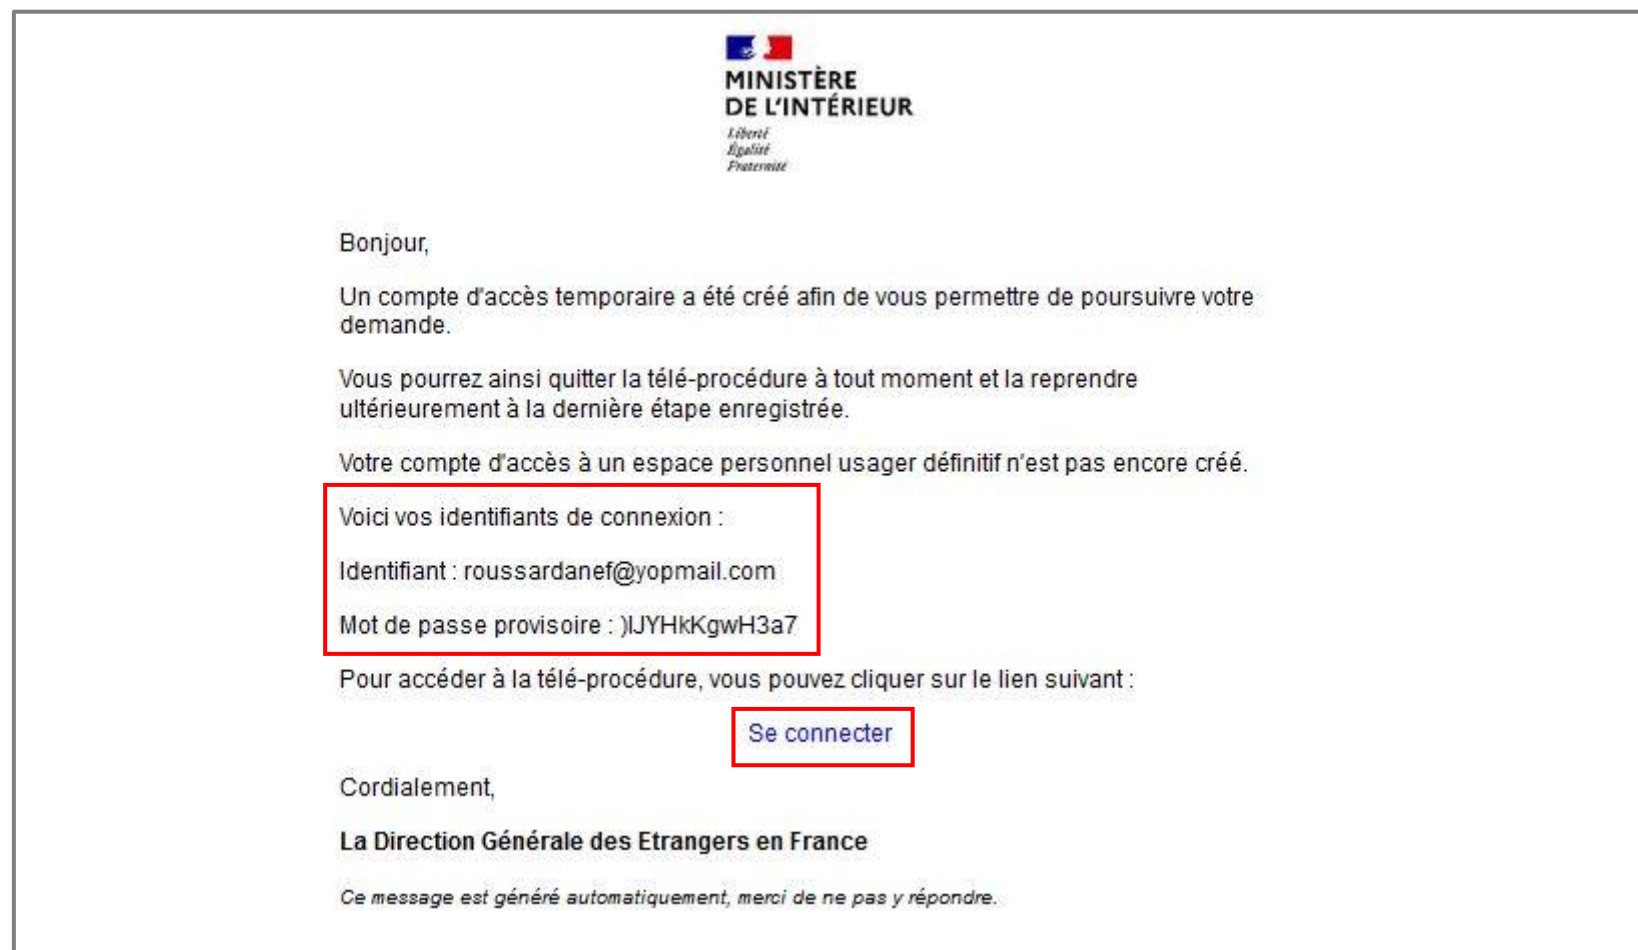 MINISTÈRE
DE L'INTÉRIEUR
Liberté
Égalité
Fraternité
Bonjour,
Un compte d'accès temporaire a été créé afin de vous permettre de poursuivre votre
demande.
Vous pourrez ainsi quitter la télé-procédure à tout moment et la reprendre
ultérieurement à la dernière étape enregistrée.
Votre compte d'accès à un espace personnel usager définitif n'est pas encore créé.
Voici vos identifiants de connexion :
Identifiant : roussardanef@yopmail.com
Mot de passe provisoire : )IJYHkKgwH3a7
Pour accéder à la télé-procédure, vous pouvez cliquer sur le lien suivant :
Se connecter
Cordialement,
La Direction Générale des Etrangers en France
Ce message est généré automatiquement, merci de ne pas y répondre.